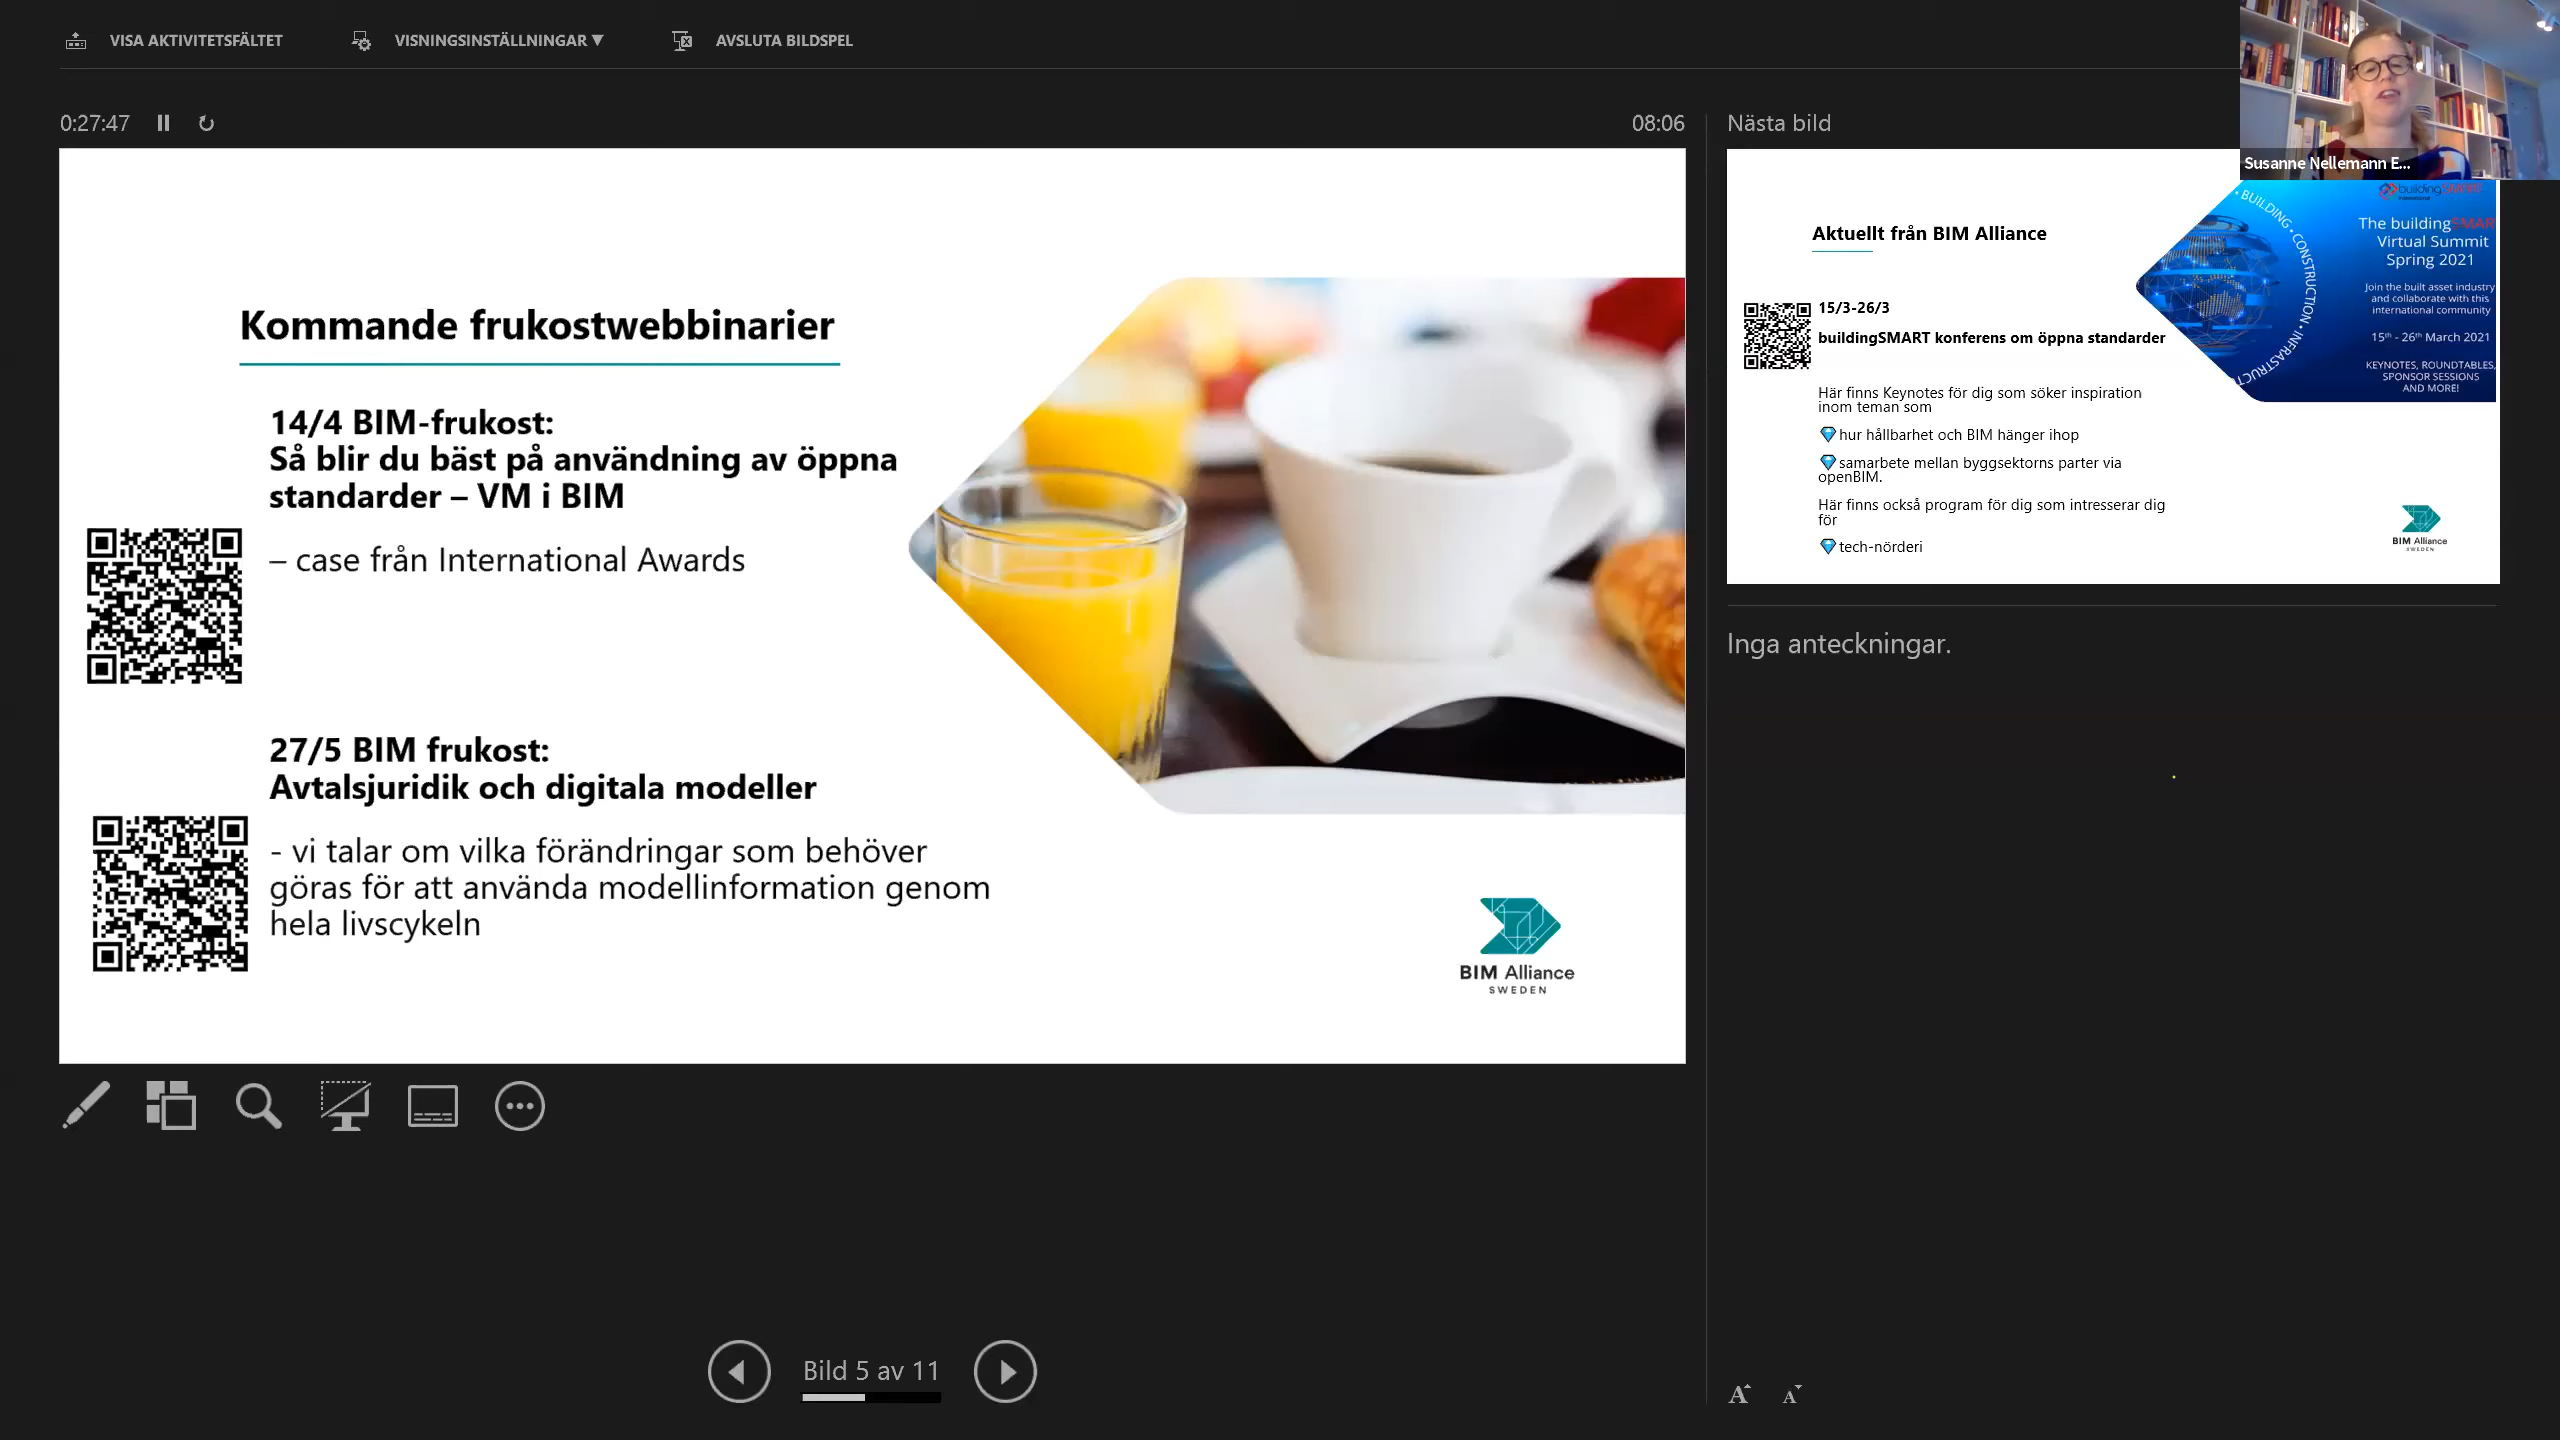 VISA AKTIVITETSFÄLTET
VISNINGSINSTÄLLNINGAR ▼
AVSLUTA BILDSPEL
0:27:47
08:06
Kommande frukostwebbinarier
14/4 BIM-frukost:
Så blir du bäst på användning av öppna
standarder – VM i BIM
– case från International Awards
27/5 BIM frukost:
Avtalsjuridik och digitala modeller
- vi talar om vilka förändringar som behöver
göras för att använda modellinformation genom
hela livscykeln
BIM Alliance
SWEDEN
Bild 5 av 11
Nästa bild
Susanne Nellemann E...
Aktuellt från BIM Alliance
15/3-26/3
buildingSMART konferens om öppna standarder
Här finns Keynotes för dig som söker inspiration
inom teman som
hur hållbarhet och BIM hänger ihop
samarbete mellan byggsektorns parter via
openBIM.
Här finns också program för dig som intresserar dig
för
tech-nörderi
• BUILDING • CONSTRUCTION • INFRASTRUCT
The buildingSMAR
Virtual Summit
Spring 2021
Join the built asset industry
and collaborate with this
international community
15th - 26th March 2021
KEYNOTES, ROUNDTABLES,
SPONSOR SESSIONS
AND MORE!
BIM Alliance
SWEDEN
Inga anteckningar.
A A